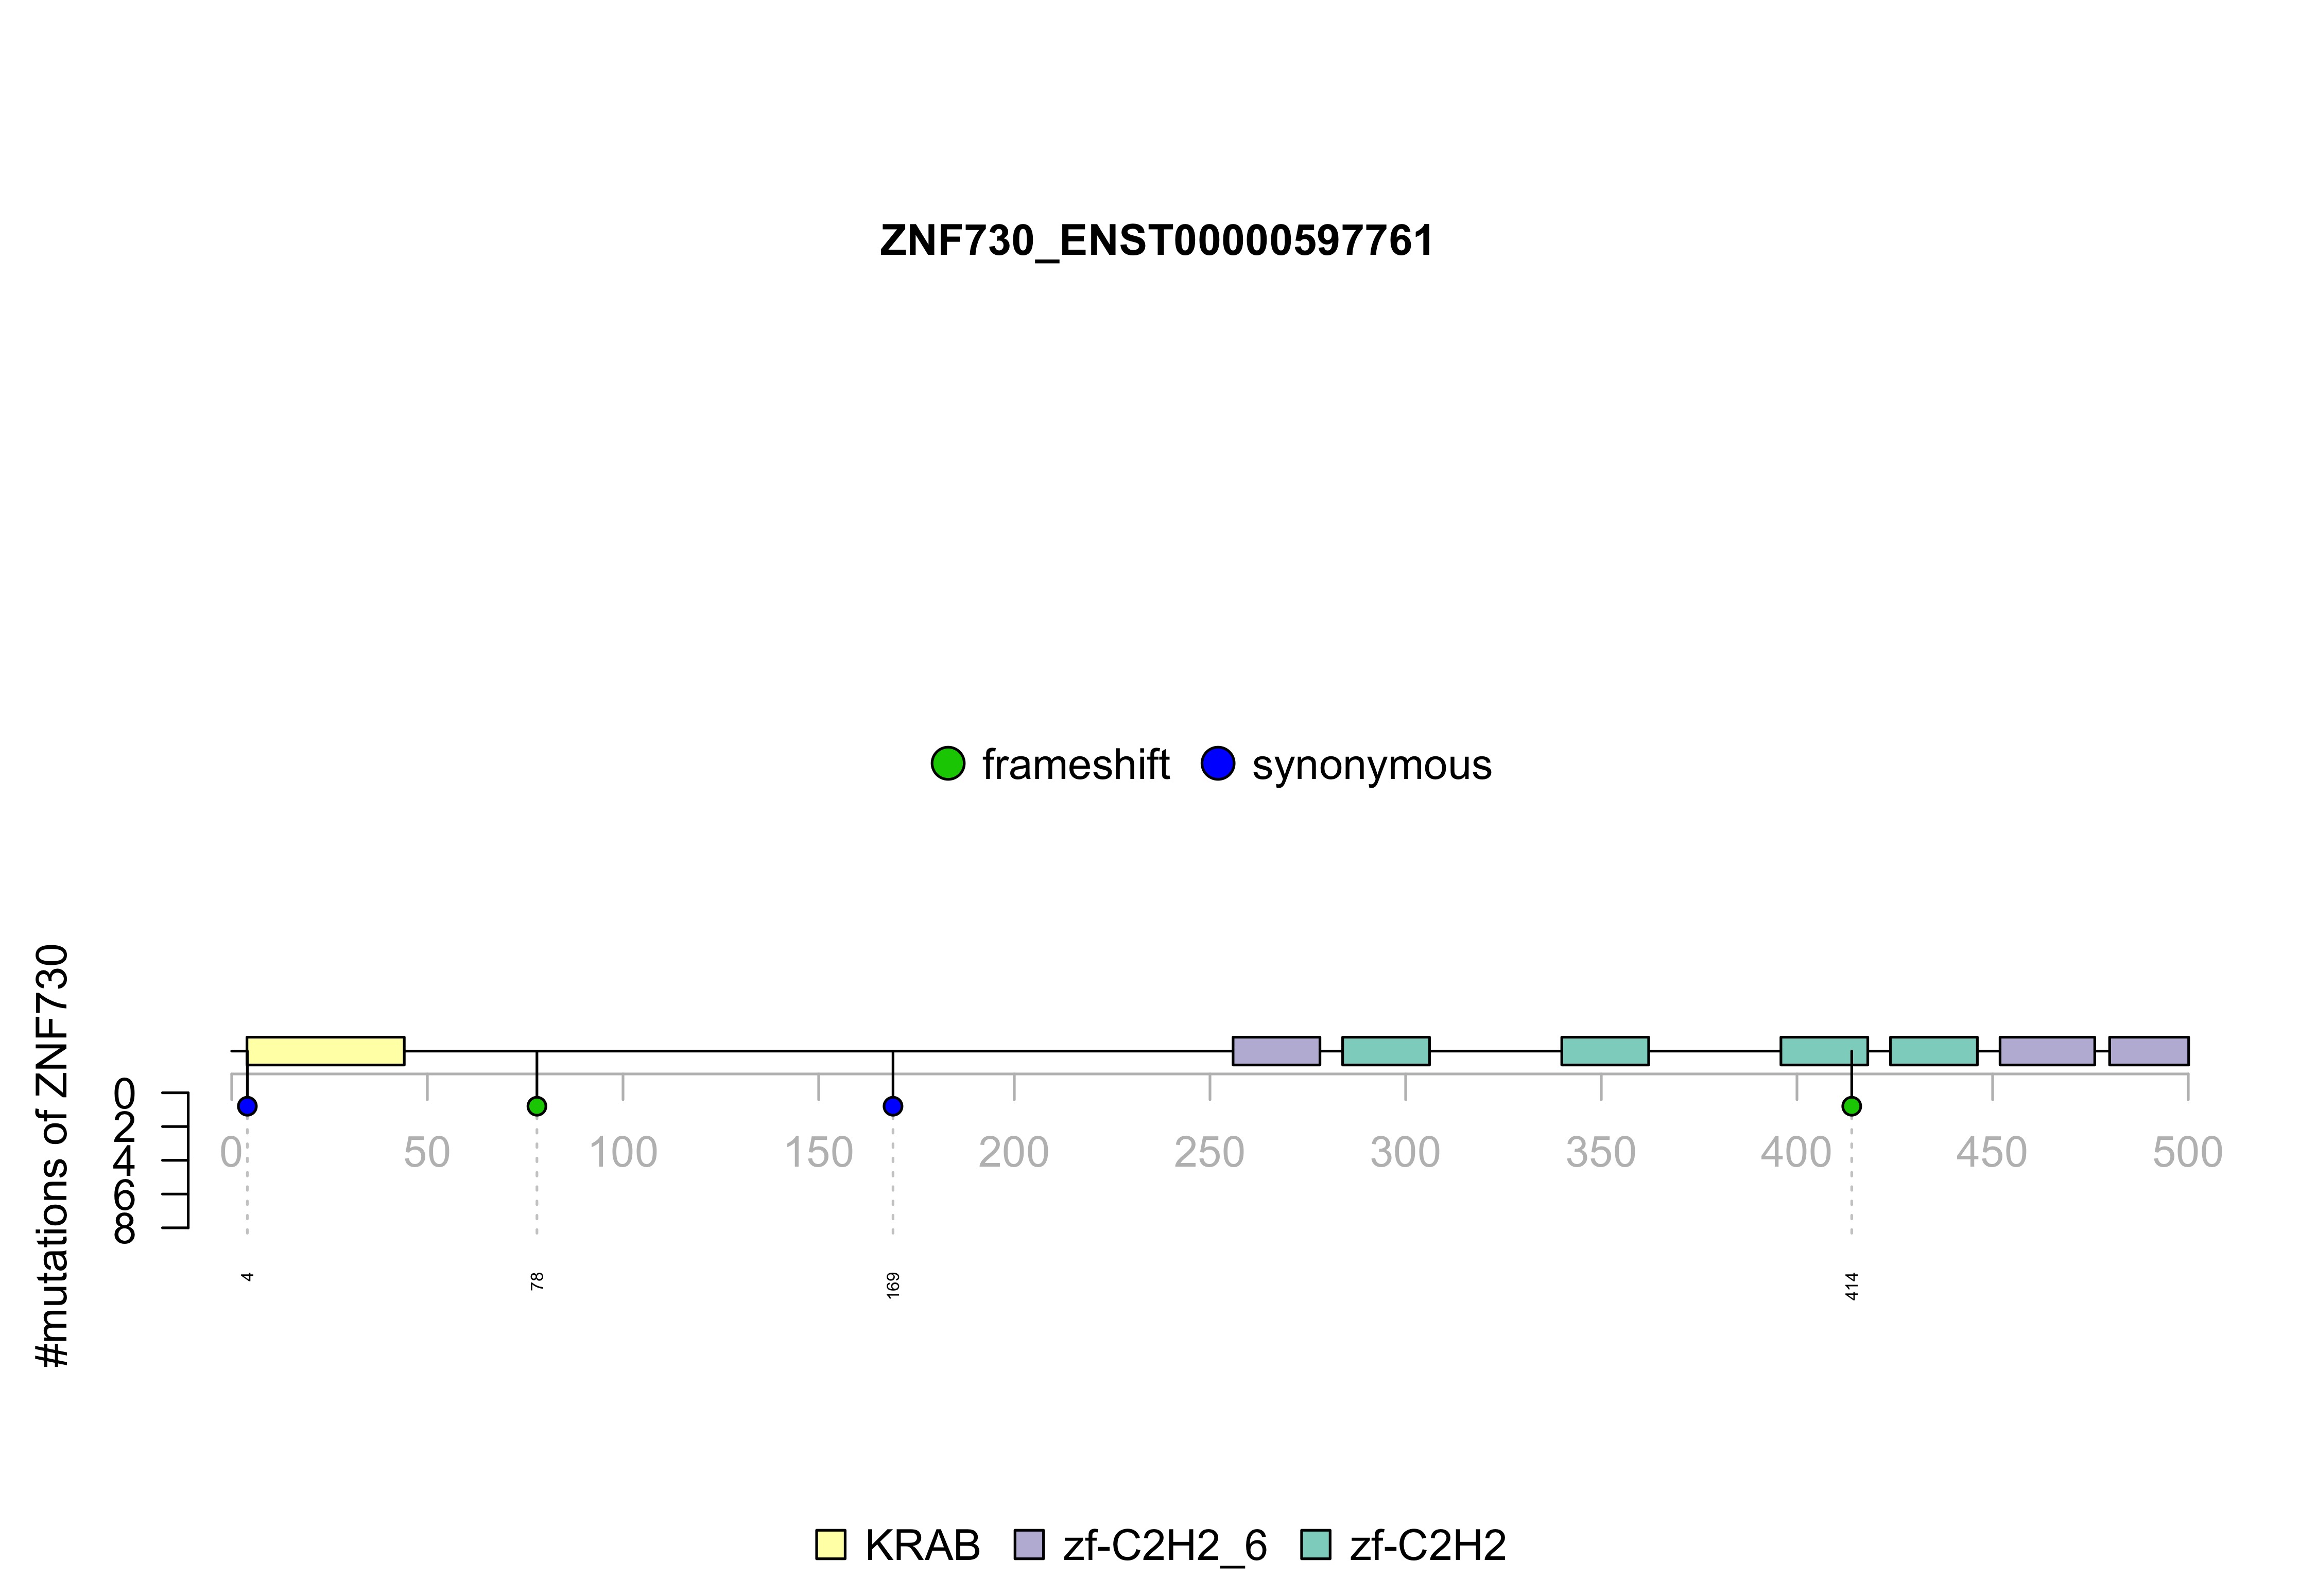 ZNF730_ENST00000597761
frameshift synonymous
#mutations of ZNF730
0
2
4
6
8
0 50 100 150 200 250 300 350 400 450 500
4 78 169 414
KRAB zf-C2H2_6 zf-C2H2